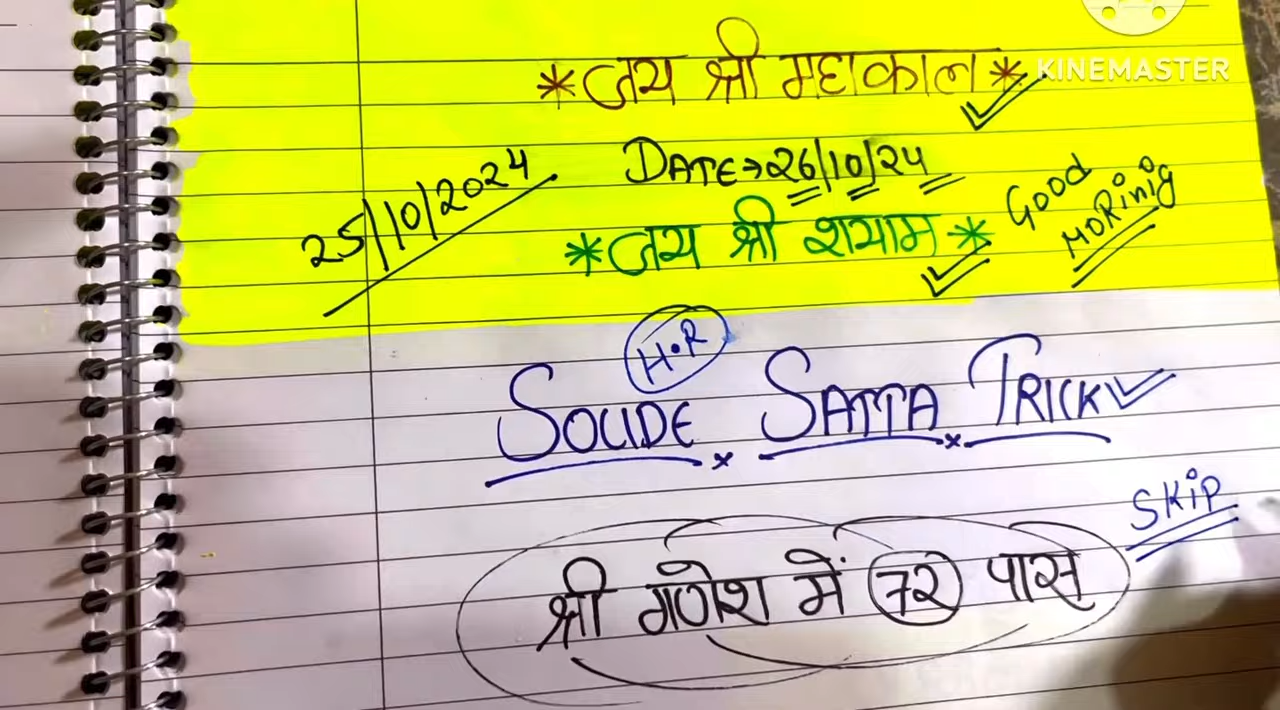 *जय श्री महाकाल*
KINEMASTER
DATE→26/10/24
25/10/2024
*जय श्री शयाम*
GOOD
MORiniG
H.R
SOLIDE SATTA TRICK
SKiP
श्री गणेश में 72 पास